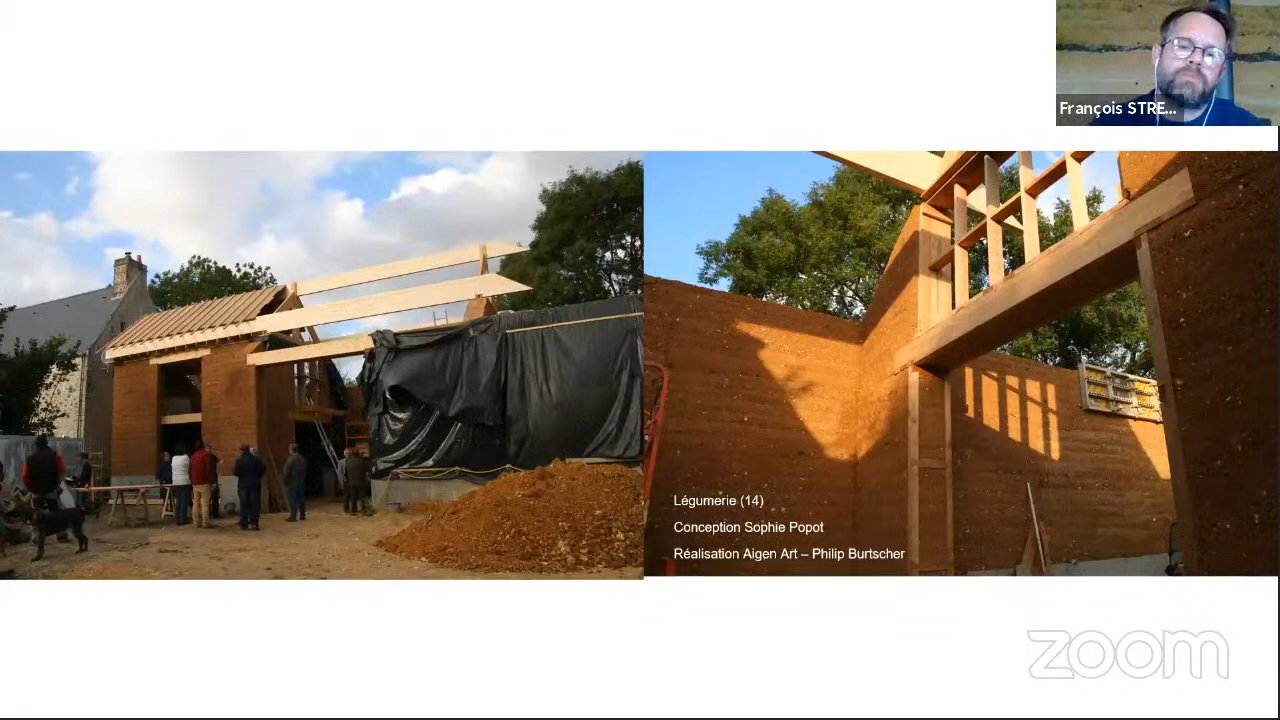 François STRE...
Légumerie (14)
Conception Sophie Popot
Réalisation Aigen Art – Philip Burtscher
zoom